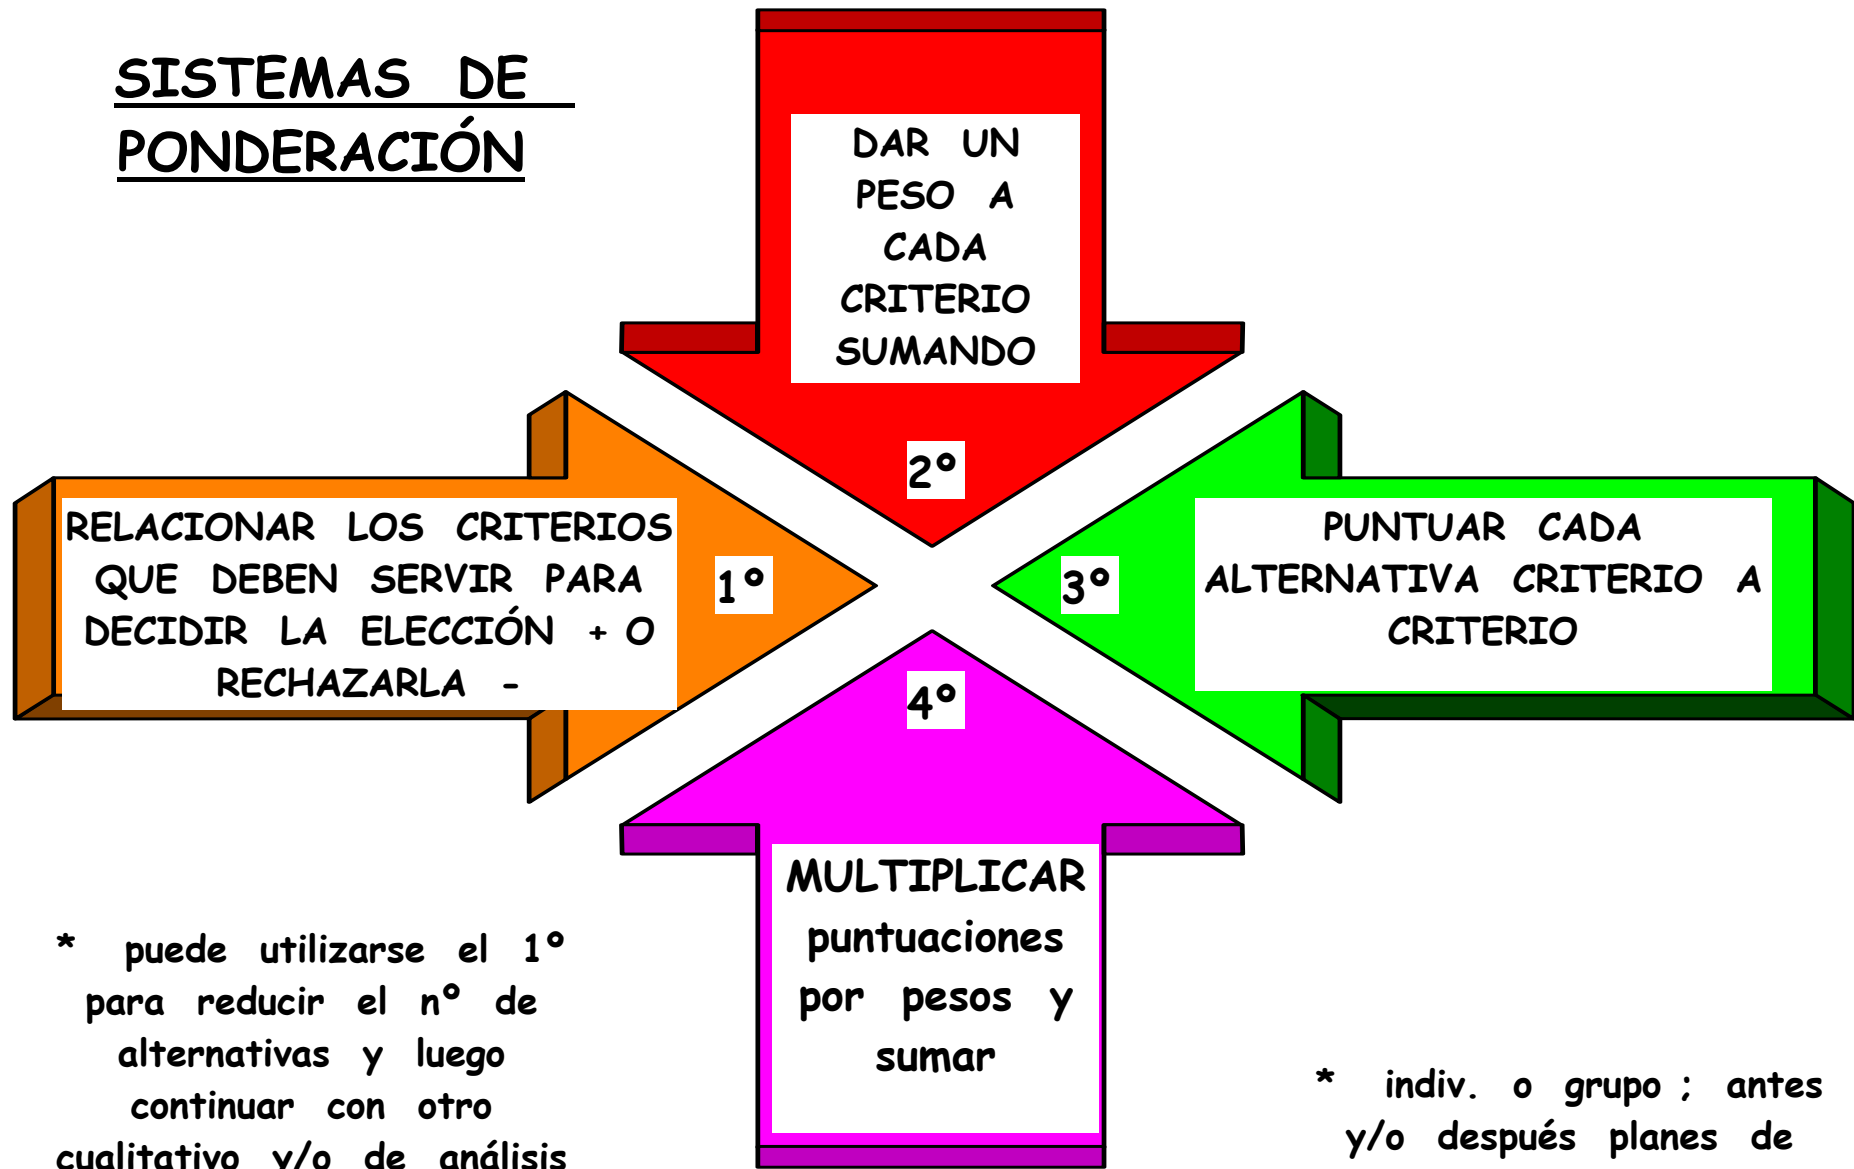 SISTEMAS DE
PONDERACIÓN
DAR UN
PESO A
CADA
CRITERIO
SUMANDO
2º
RELACIONAR LOS CRITERIOS
QUE DEBEN SERVIR PARA
DECIDIR LA ELECCIÓN + O
RECHAZARLA -
1º
3º
PUNTUAR CADA
ALTERNATIVA CRITERIO A
CRITERIO
4º
MULTIPLICAR
puntuaciones
por pesos y
sumar
* puede utilizarse el 1º
para reducir el nº de
alternativas y luego
continuar con otro
cualitativo y/o de análisis
* indiv. o grupo ; antes
y/o después planes de